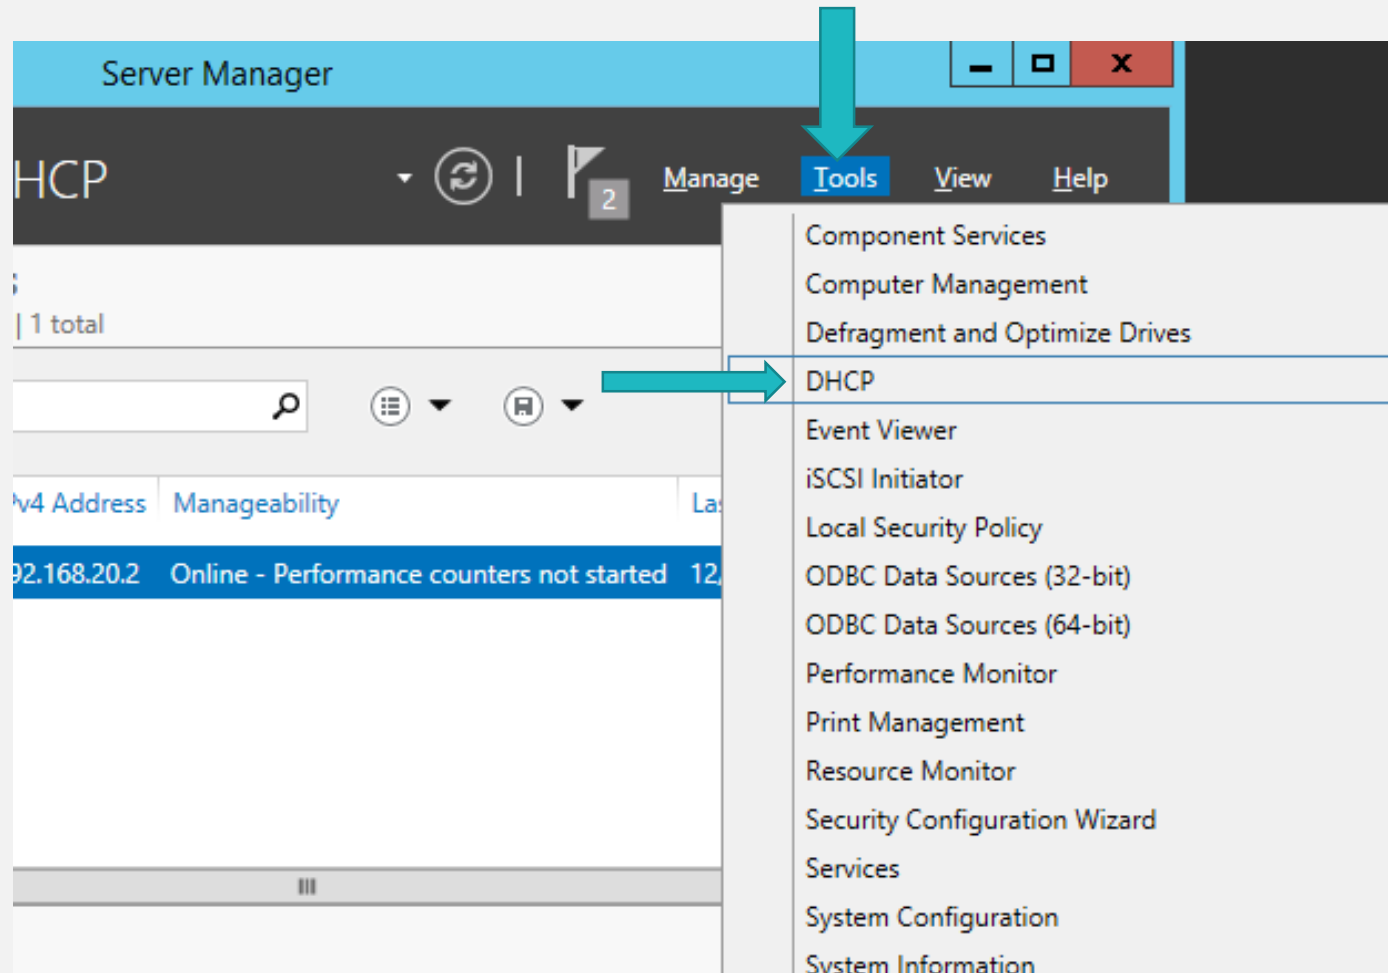 Server Manager
HCP
2
Manage Tools View Help
Component Services
Computer Management
Defragment and Optimize Drives
DHCP
Event Viewer
iSCSI Initiator
Local Security Policy
ODBC Data Sources (32-bit)
ODBC Data Sources (64-bit)
Performance Monitor
Print Management
Resource Monitor
Security Configuration Wizard
Services
System Configuration
System Information
| 1 total
Pv4 Address Manageability Las
92.168.20.2 Online - Performance counters not started 12/